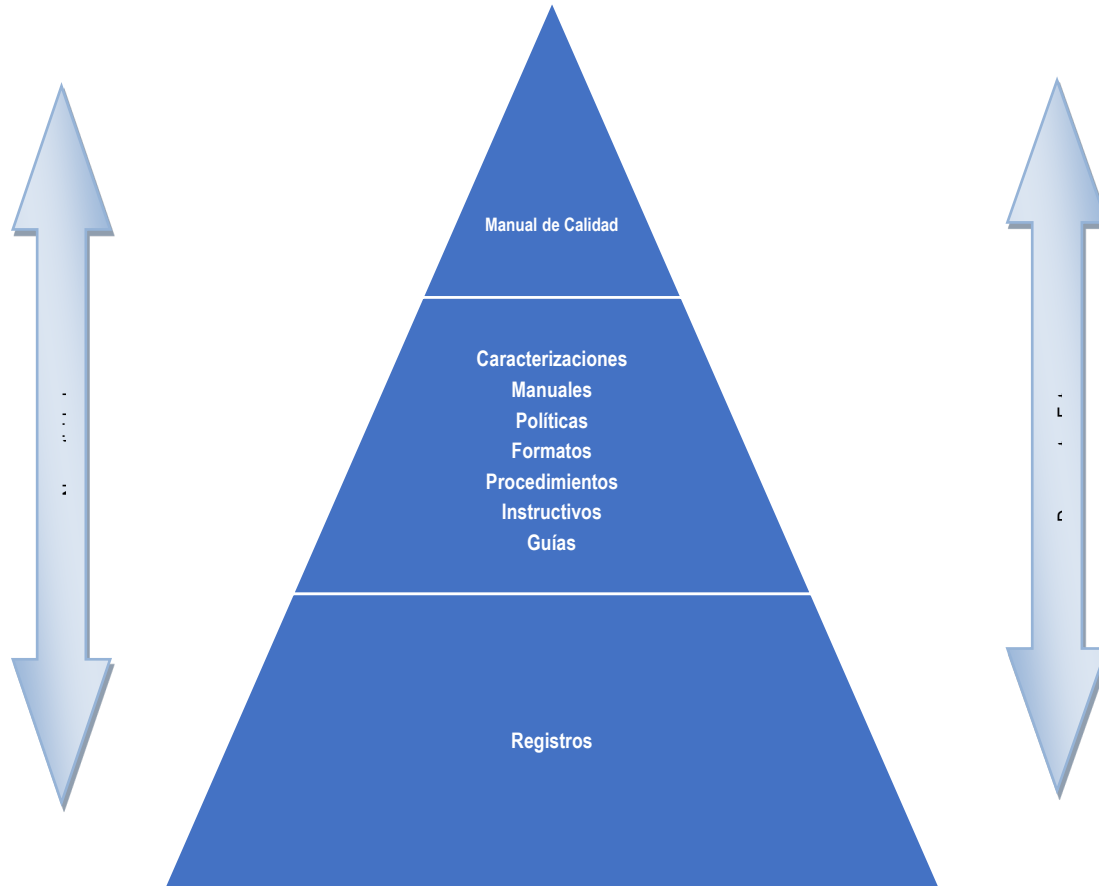 Manual de Calidad
Caracterizaciones
Manuales
Políticas
Formatos
Procedimientos
Instructivos
Guías
Registros